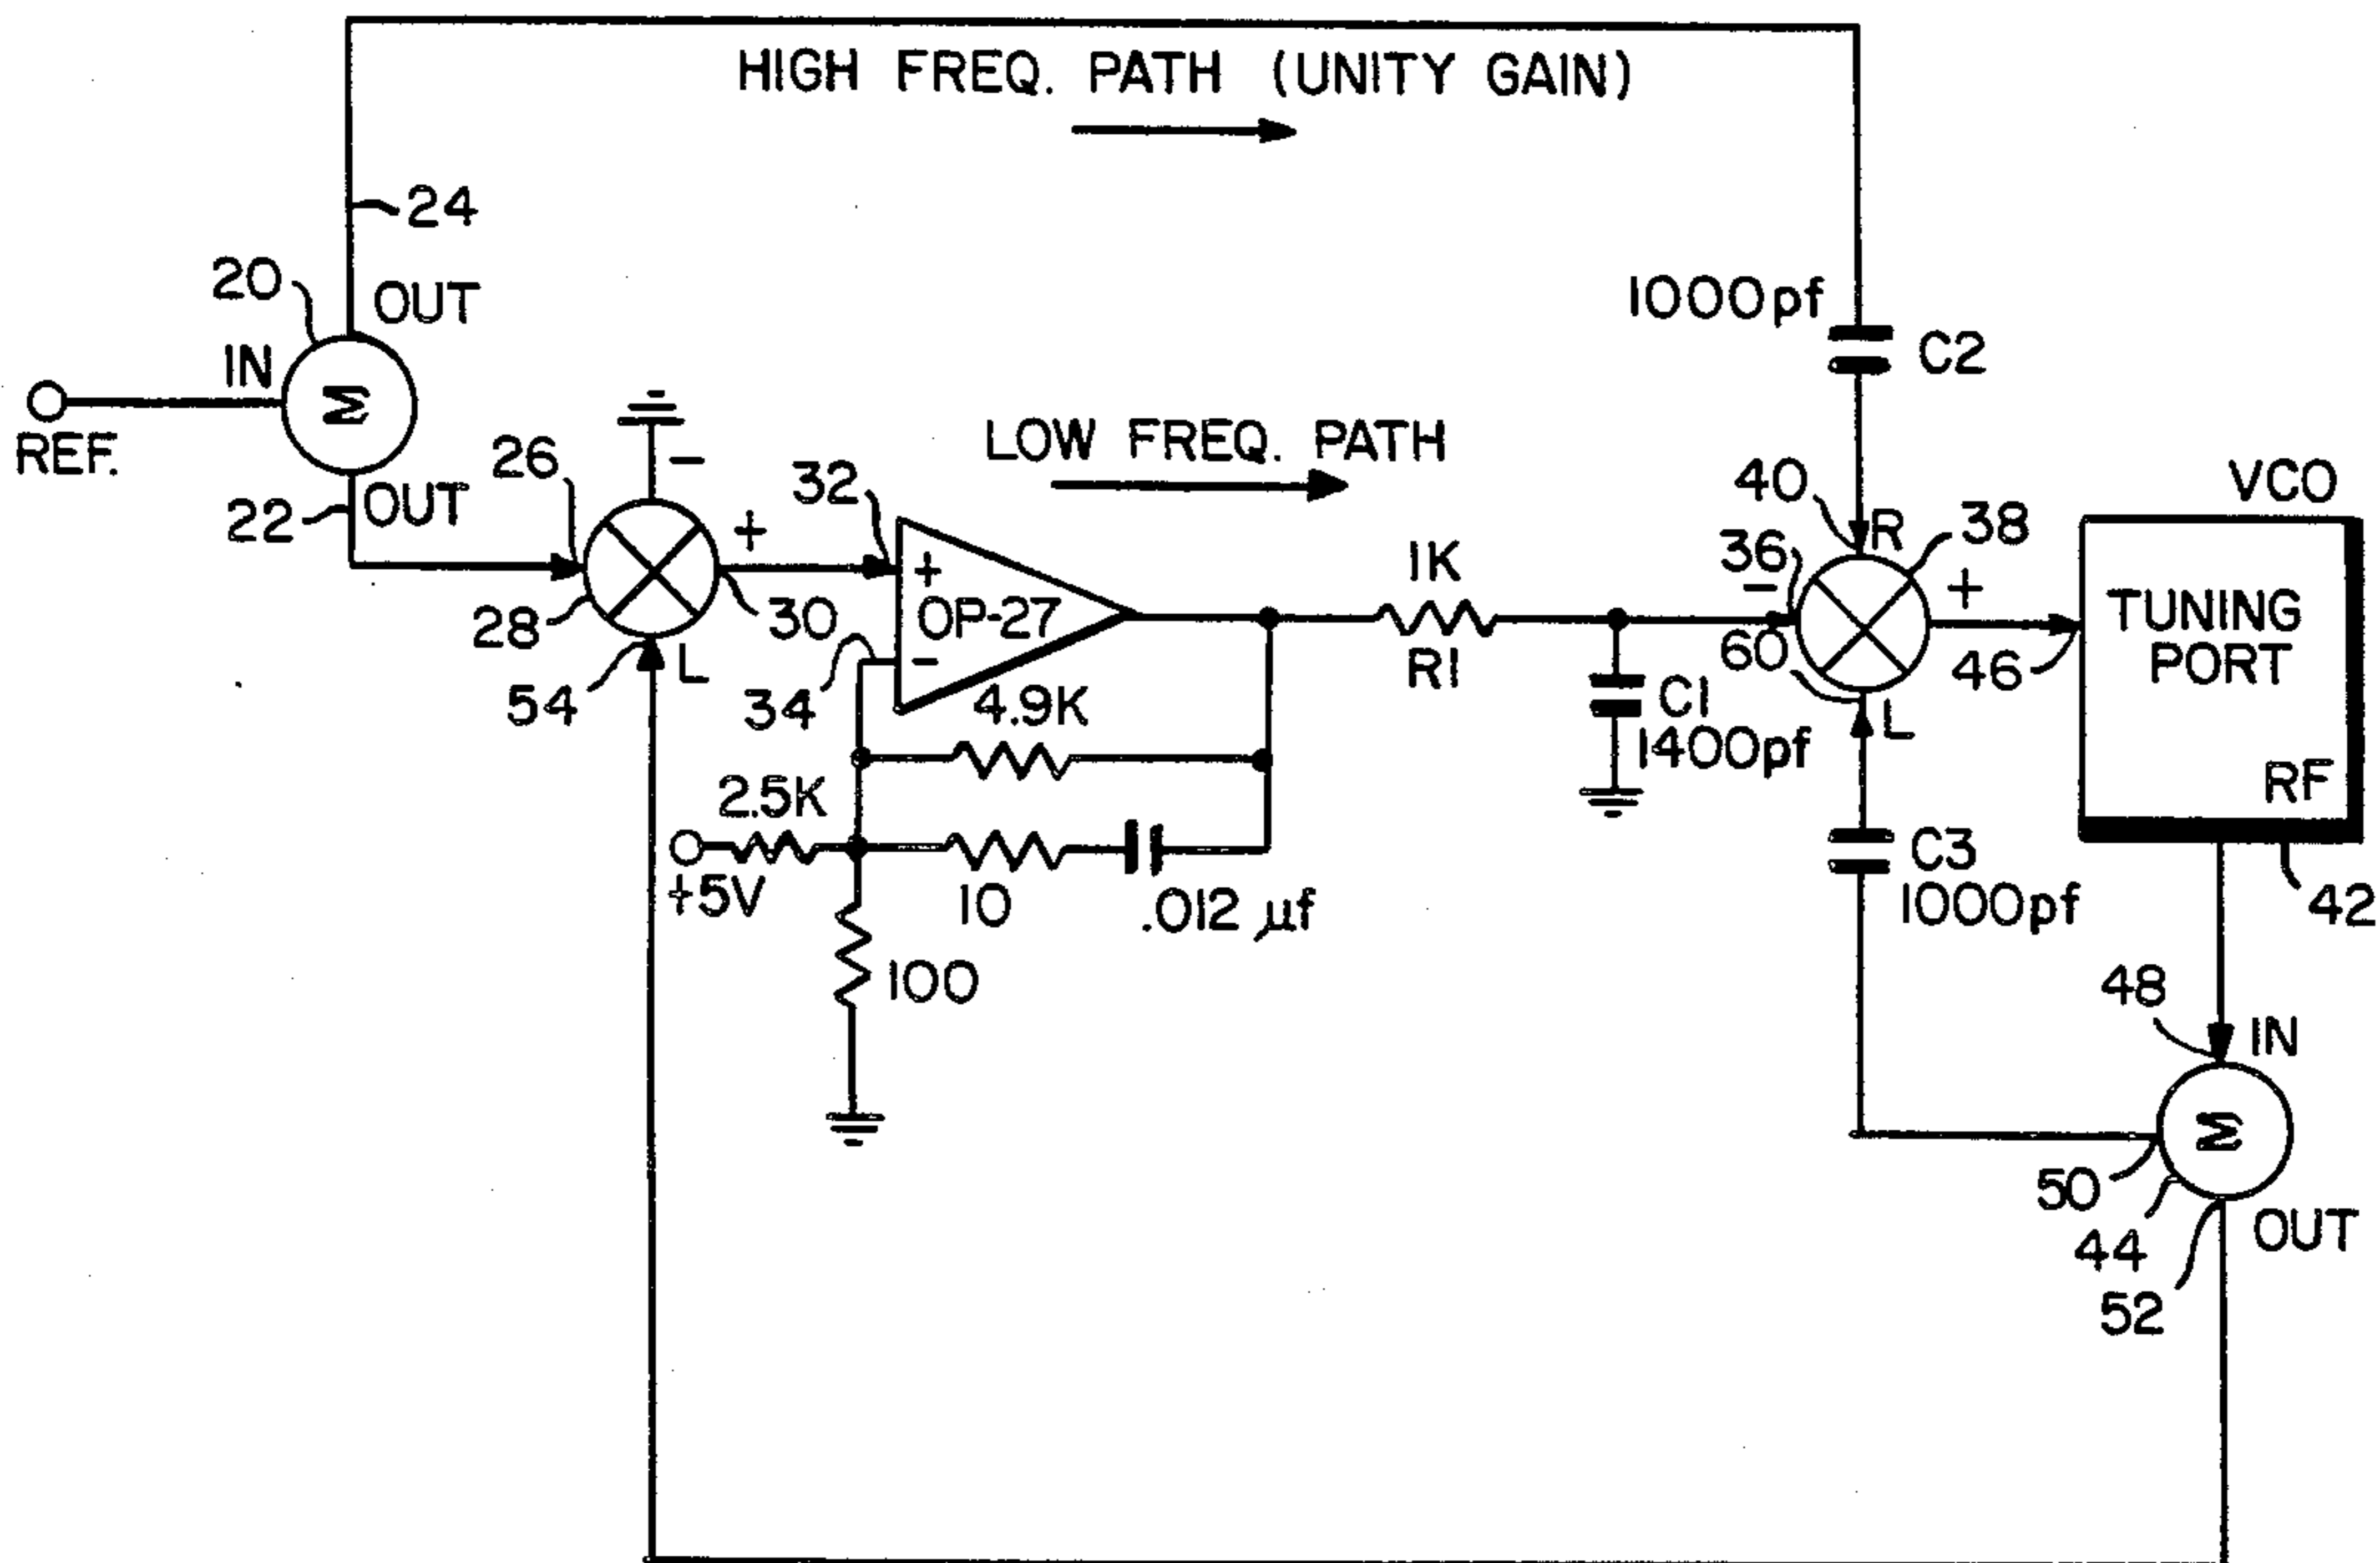 HIGH FREQ. PATH (UNITY GAIN)
24
20
OUT
IN
Σ
REF.
22
OUT
1000pf
C2
LOW FREQ. PATH
26
-
28
54
L
+
30
32
34
+
OP-27
-
4.9K
2.5K
+5V
10
.012 µf
100
1K
R1
C1
1400pf
36
-
40
R
38
+
60
L
46
VCO
TUNING
PORT
RF
42
C3
1000pf
48
IN
Σ
50
44
52
OUT